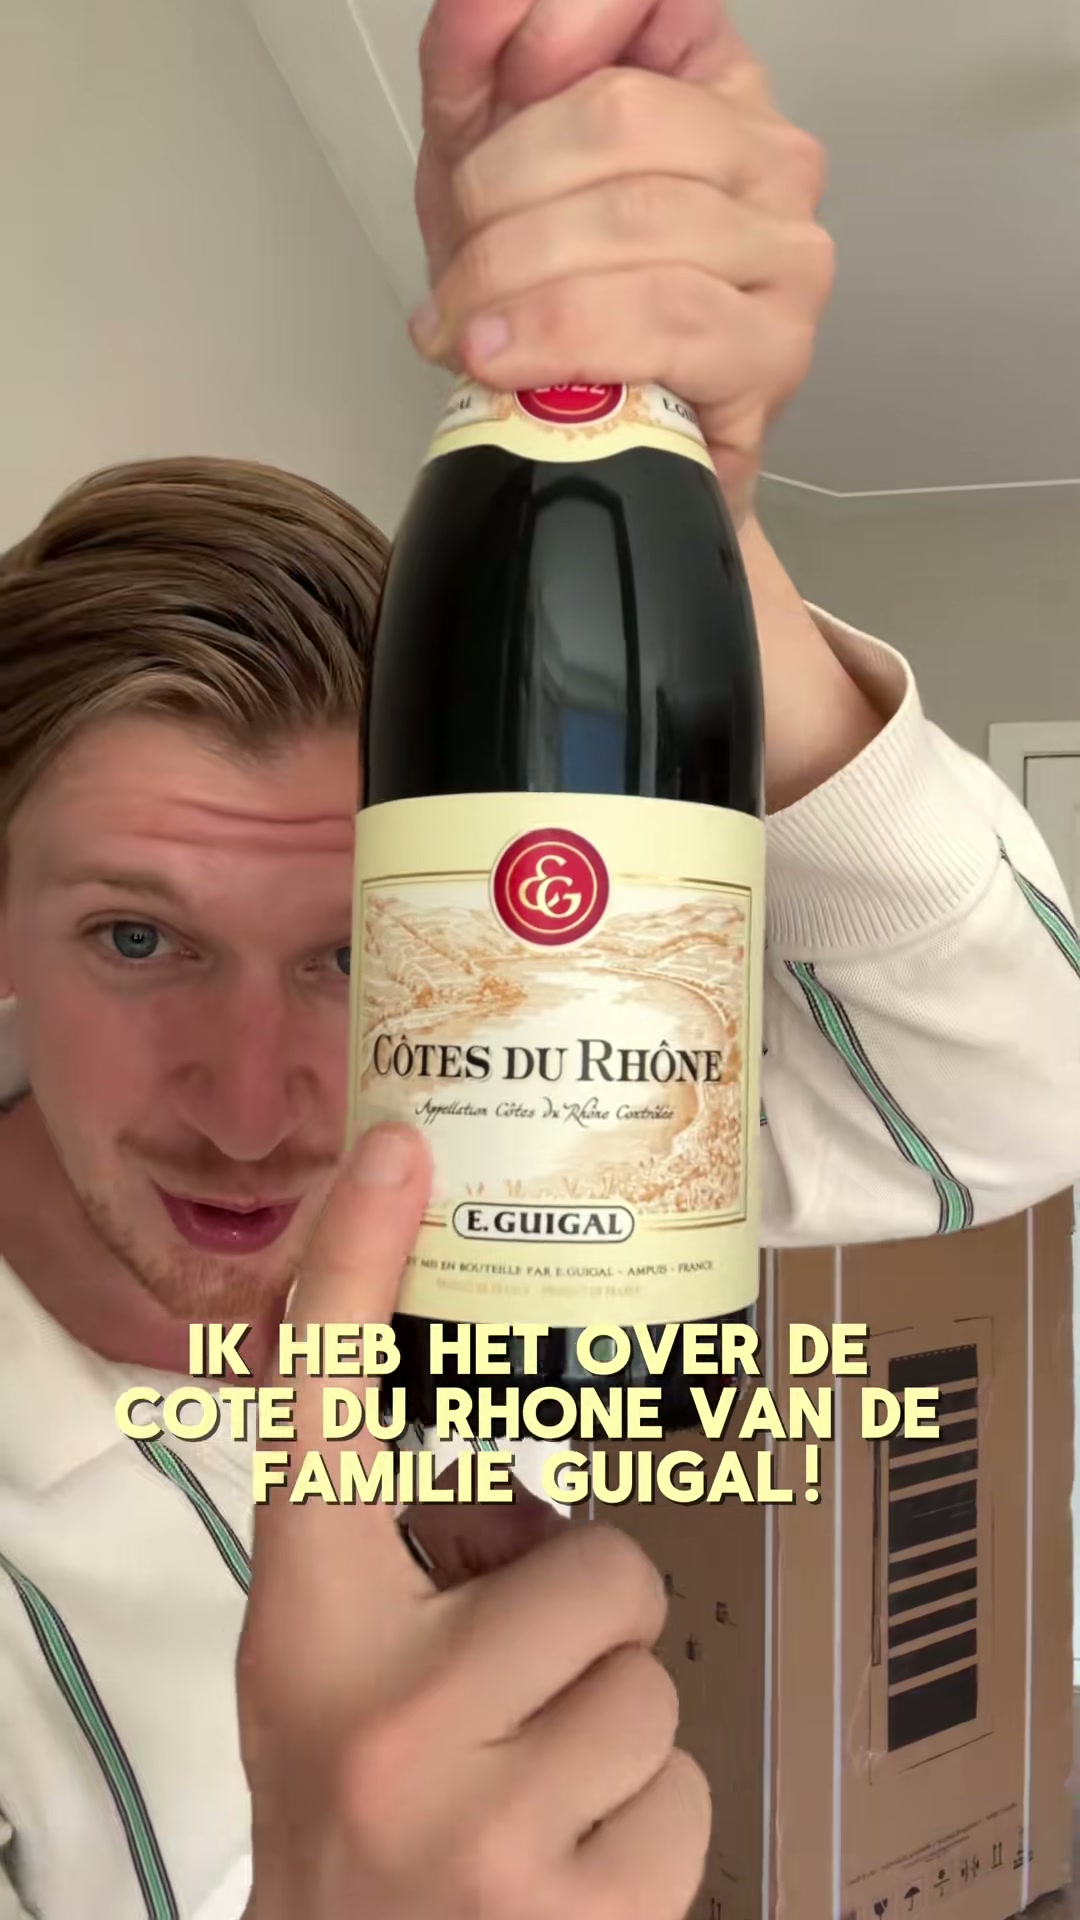 2022
EG
CÔTES DU RHÔNE
Appellation Côtes du Rhône Contrôlée
E. GUIGAL
MIS EN BOUTEILLE PAR E.GUIGAL - AMPUIS - FRANCE
IK HEB HET OVER DE
COTE DU RHONE VAN DE
FAMILIE GUIGAL!